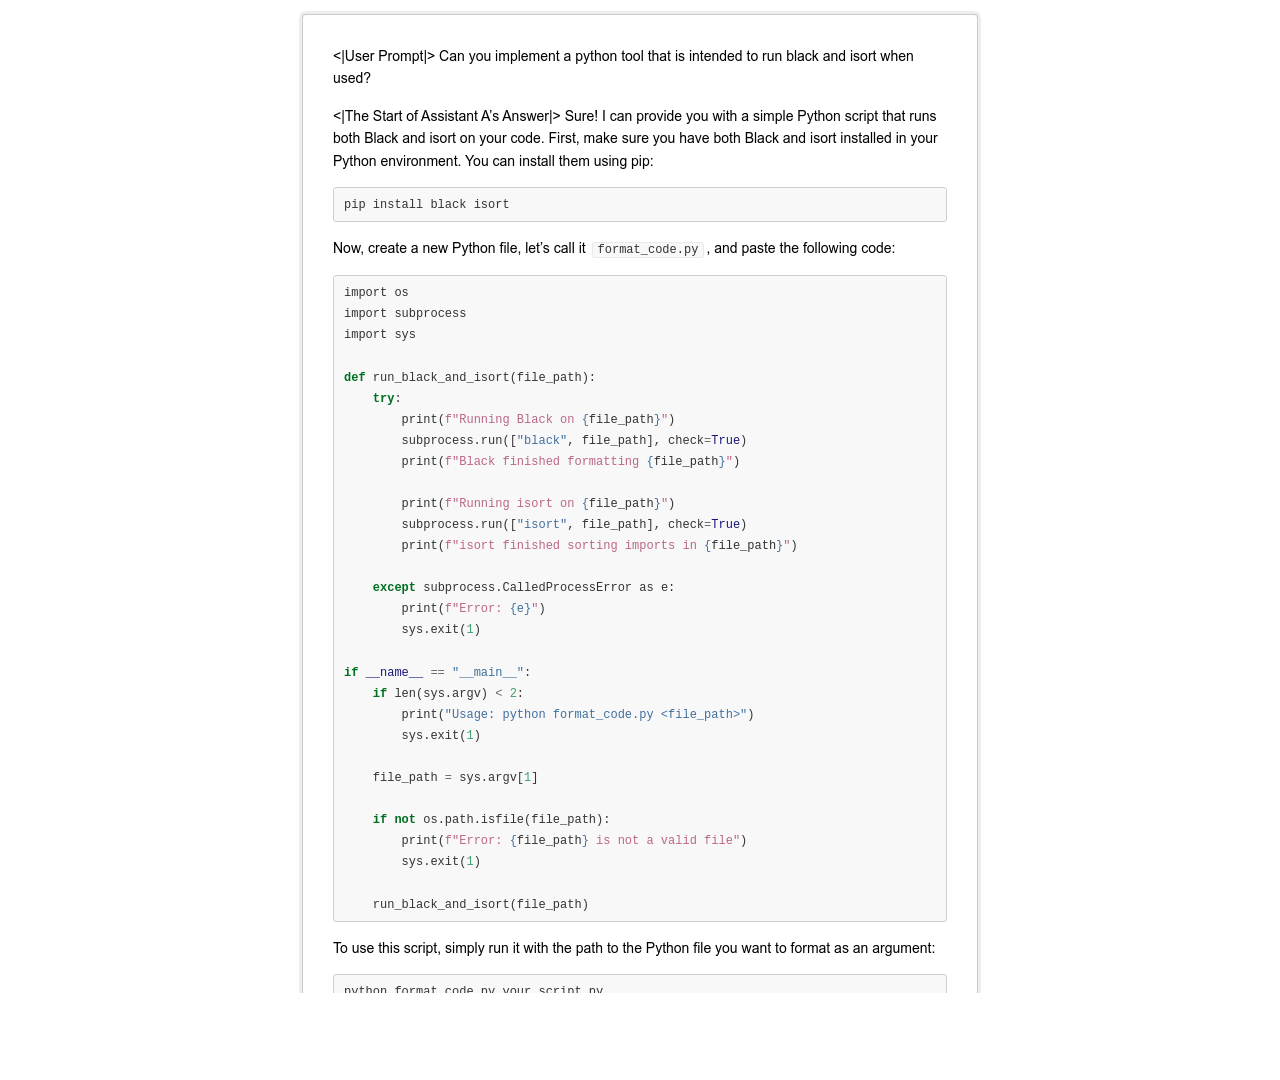 <|User Prompt|> Can you implement a python tool that is intended to run black and isort when
used?
<|The Start of Assistant A’s Answer|> Sure! I can provide you with a simple Python script that runs
both Black and isort on your code. First, make sure you have both Black and isort installed in your
Python environment. You can install them using pip:
pip install black isort
Now, create a new Python file, let’s call it format_code.py, and paste the following code:
import os
import subprocess
import sys

def run_black_and_isort(file_path):
    try:
        print(f"Running Black on {file_path}")
        subprocess.run(["black", file_path], check=True)
        print(f"Black finished formatting {file_path}")

        print(f"Running isort on {file_path}")
        subprocess.run(["isort", file_path], check=True)
        print(f"isort finished sorting imports in {file_path}")

    except subprocess.CalledProcessError as e:
        print(f"Error: {e}")
        sys.exit(1)

if __name__ == "__main__":
    if len(sys.argv) < 2:
        print("Usage: python format_code.py <file_path>")
        sys.exit(1)

    file_path = sys.argv[1]

    if not os.path.isfile(file_path):
        print(f"Error: {file_path} is not a valid file")
        sys.exit(1)

    run_black_and_isort(file_path)
To use this script, simply run it with the path to the Python file you want to format as an argument:
python format_code.py your_script.py